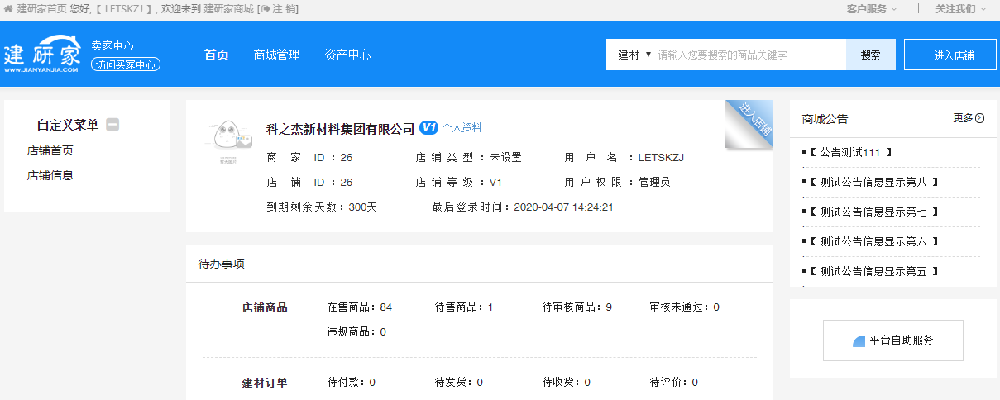 建研家首页 您好,【 LETSKZJ 】, 欢迎来到 建研家商城 [注 销]
客户服务 | 关注我们
建研家
WWW.JIANYANJIA.COM
卖家中心
访问买家中心
首页 商城管理 资产中心
建材 ▼ 请输入您要搜索的商品关键字 搜索
进入店铺
自定义菜单
店铺首页
店铺信息
暂无图片
科之杰新材料集团有限公司 V1 个人资料
进入店铺
商 家 ID :26 店铺类型:未设置 用 户 名 :LETSKZJ
店 铺 ID :26 店铺等级:V1 用户权限:管理员
到期剩余天数:300天 最后登录时间:2020-04-07 14:24:21
待办事项
店铺商品 在售商品:84 待售商品:1 待审核商品:9 审核未通过:0
违规商品:0
建材订单 待付款:0 待发货:0 待收货:0 待评价:0
商城公告 更多
【 公告测试111 】
【 测试公告信息显示第八 】
【 测试公告信息显示第七 】
【 测试公告信息显示第六 】
【 测试公告信息显示第五 】
平台自助服务